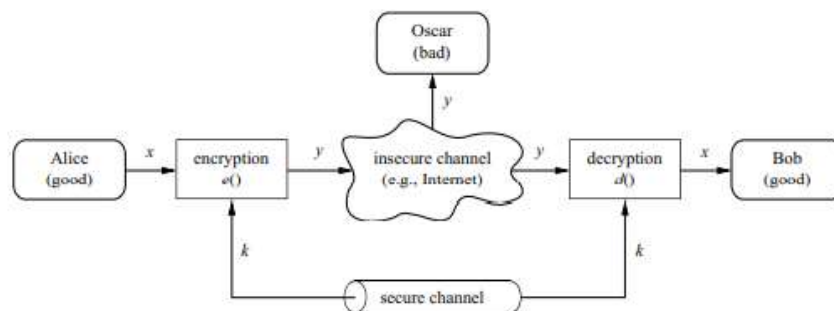 Oscar
(bad)
y
Alice
(good)
x
encryption
e()
y
insecure channel
(e.g., Internet)
y
decryption
d()
x
Bob
(good)
k
k
secure channel